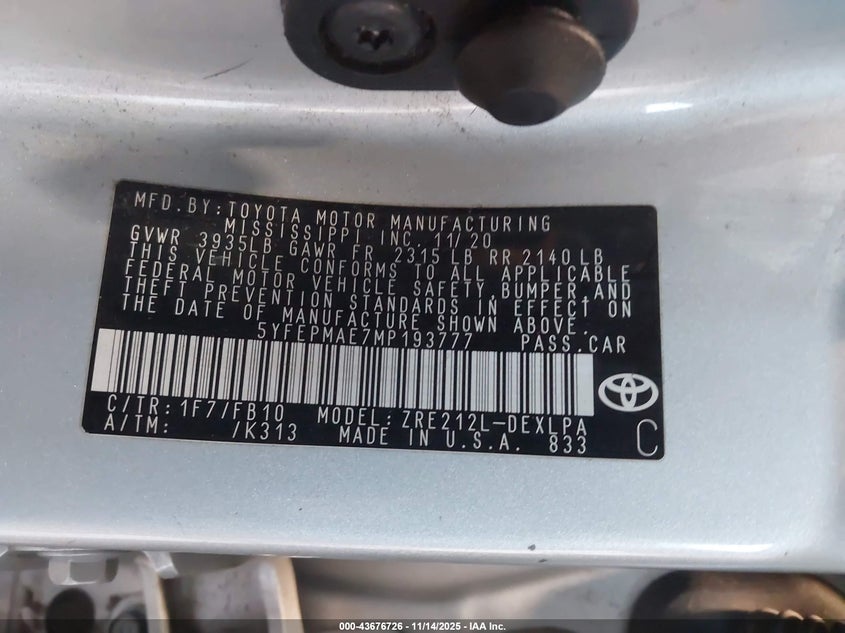 MFD.BY:TOYOTA MOTOR MANUFACTURING
MISSISSIPPI INC. 11/20
GVWR 3935LB GAWR FR 2315 LB RR 2140 LB
THIS VEHICLE CONFORMS TO ALL APPLICABLE
FEDERAL MOTOR VEHICLE SAFETY,BUMPER,AND
THEFT PREVENTION STANDARDS IN EFFECT ON
THE DATE OF MANUFACTURE SHOWN ABOVE.
5YFEPMAE7MP193777 PASS.CAR
C/TR:1F7/FB10 MODEL:ZRE212L-DEXLPA
A/TM: /K313 MADE IN U.S.A. 833 C
000-43676726 - 11/14/2025 - IAA Inc.